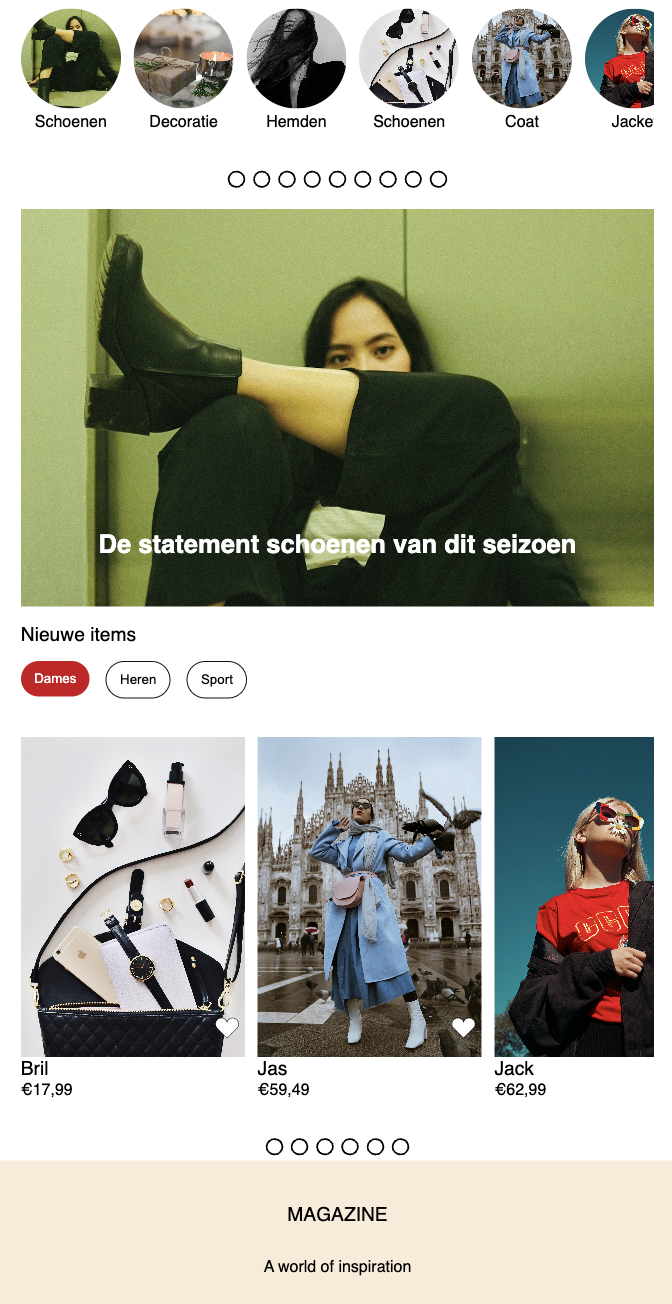 Schoenen
Decoratie
Hemden
Schoenen
Coat
Jacke
De statement schoenen van dit seizoen
Nieuwe items
Dames
Heren
Sport
Bril
€17,99
Jas
€59,49
Jack
€62,99
MAGAZINE
A world of inspiration